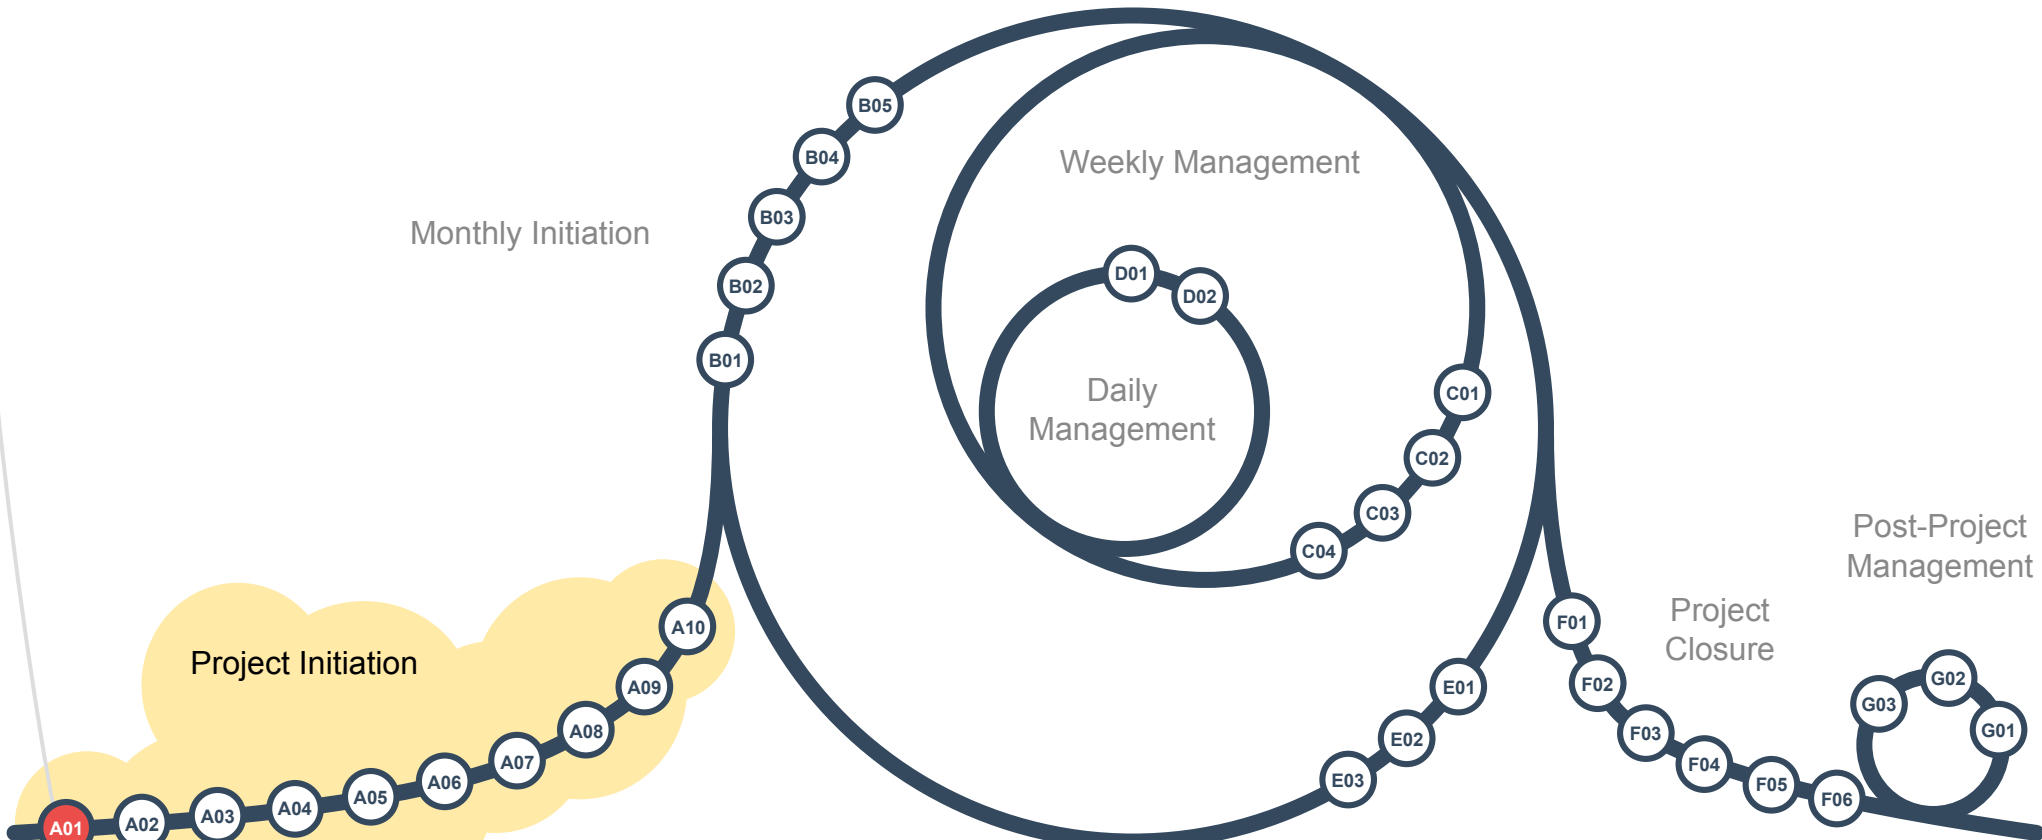 B05
B04
Weekly Management
B03
Monthly Initiation
D01
B02
D02
B01
Daily
Management
C01
C02
C03
Post-Project
Management
C04
Project
Closure
F01
A10
Project Initiation
G02
F02
A09
E01
G03
A08
F03
G01
E02
A07
F04
A06
E03
F05
A05
F06
A04
A03
A02
A01